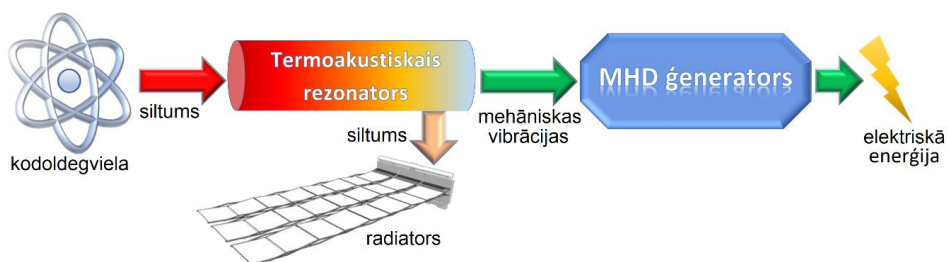 kodoldegviela
siltums
Termoakustiskais
rezonators
siltums
radiators
mehāniskas
vibrācijas
MHD ģenerators
elektriskā
enerģija